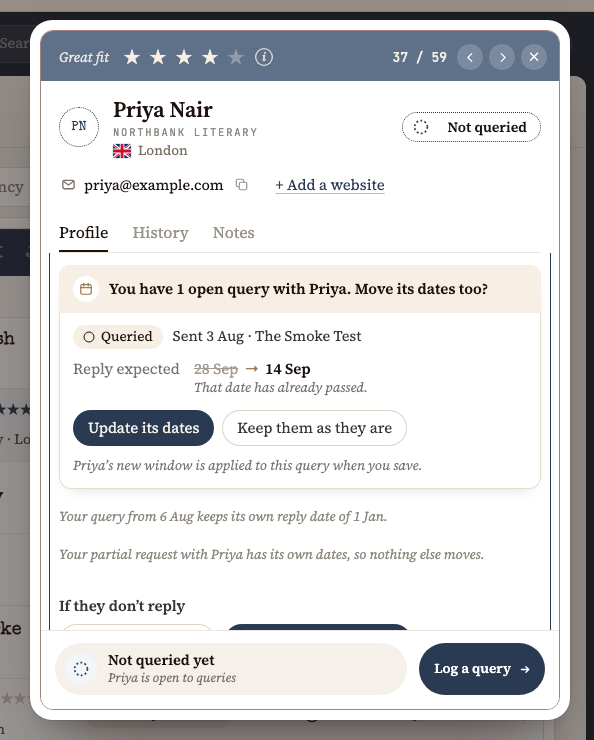 Sear
Great fit
37 / 59
PN
Priya Nair
NORTHBANK LITERARY
London
Not queried
priya@example.com
+ Add a website
ncy
Profile
History
Notes
You have 1 open query with Priya. Move its dates too?
Queried
Sent 3 Aug · The Smoke Test
sh
Reply expected
28 Sep → 14 Sep
That date has already passed.
Update its dates
Keep them as they are
y · Lo
Priya’s new window is applied to this query when you save.
Your query from 6 Aug keeps its own reply date of 1 Jan.
Your partial request with Priya has its own dates, so nothing else moves.
If they don’t reply
ke
Not queried yet
Priya is open to queries
Log a query →